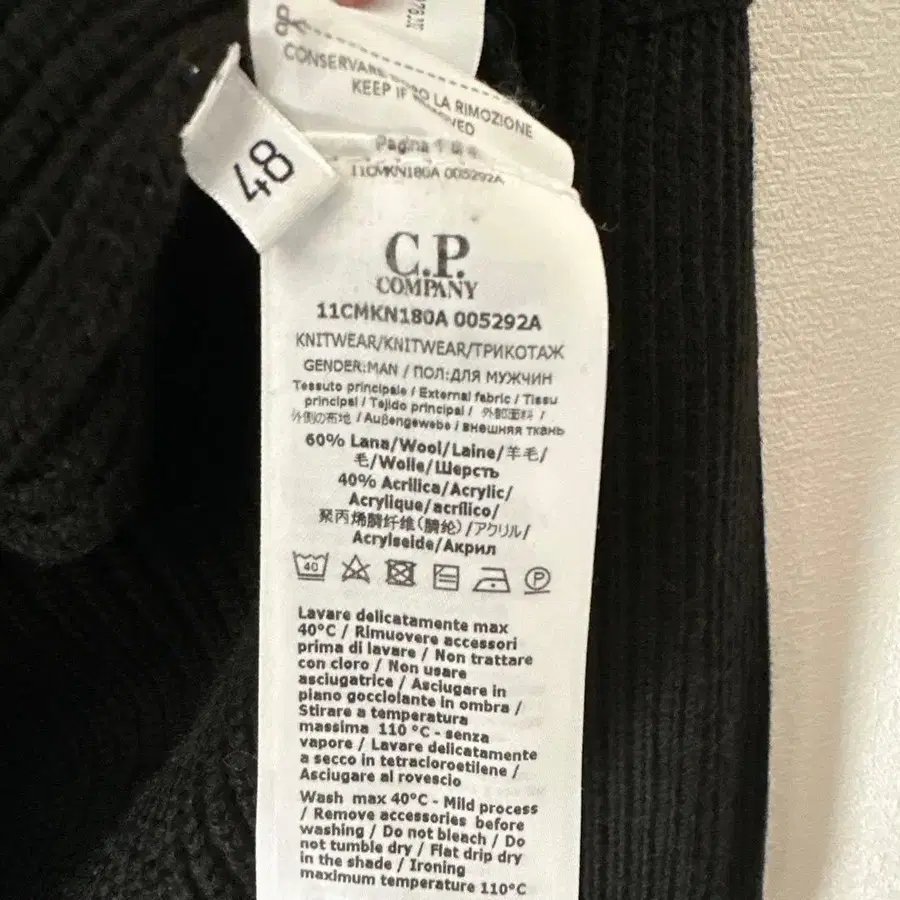 CONSERVARE DOPO LA RIMOZIONE
KEEP IF REMOVED
48
Pagina 1 di 4
11CMKN180A 005292A
C.P.
COMPANY
11CMKN180A 005292A
KNITWEAR/KNITWEAR/ТРИКОТАЖ
GENDER:MAN / ПОЛ:ДЛЯ МУЖЧИН
Tessuto principale / External fabric / Tissu
principal / Tejido principal / 外部面料 /
外側の布地 / Außengewebe / внешняя ткань
60% Lana/Wool/Laine/羊毛/
毛/Wolle/Шерсть
40% Acrilica/Acrylic/
Acrylique/acrílico/
聚丙烯腈纤维(腈纶)/アクリル/
Acrylseide/Акрил
40
P
Lavare delicatamente max
40°C / Rimuovere accessori
prima di lavare / Non trattare
con cloro / Non usare
asciugatrice / Asciugare in
piano gocciolante in ombra /
Stirare a temperatura
massima 110 °C - senza
vapore / Lavare delicatamente
a secco in tetracloroetilene /
Asciugare al rovescio
Wash max 40°C - Mild process
/ Remove accessories before
washing / Do not bleach / Do
not tumble dry / Flat drip dry
in the shade / Ironing
maximum temperature 110°C